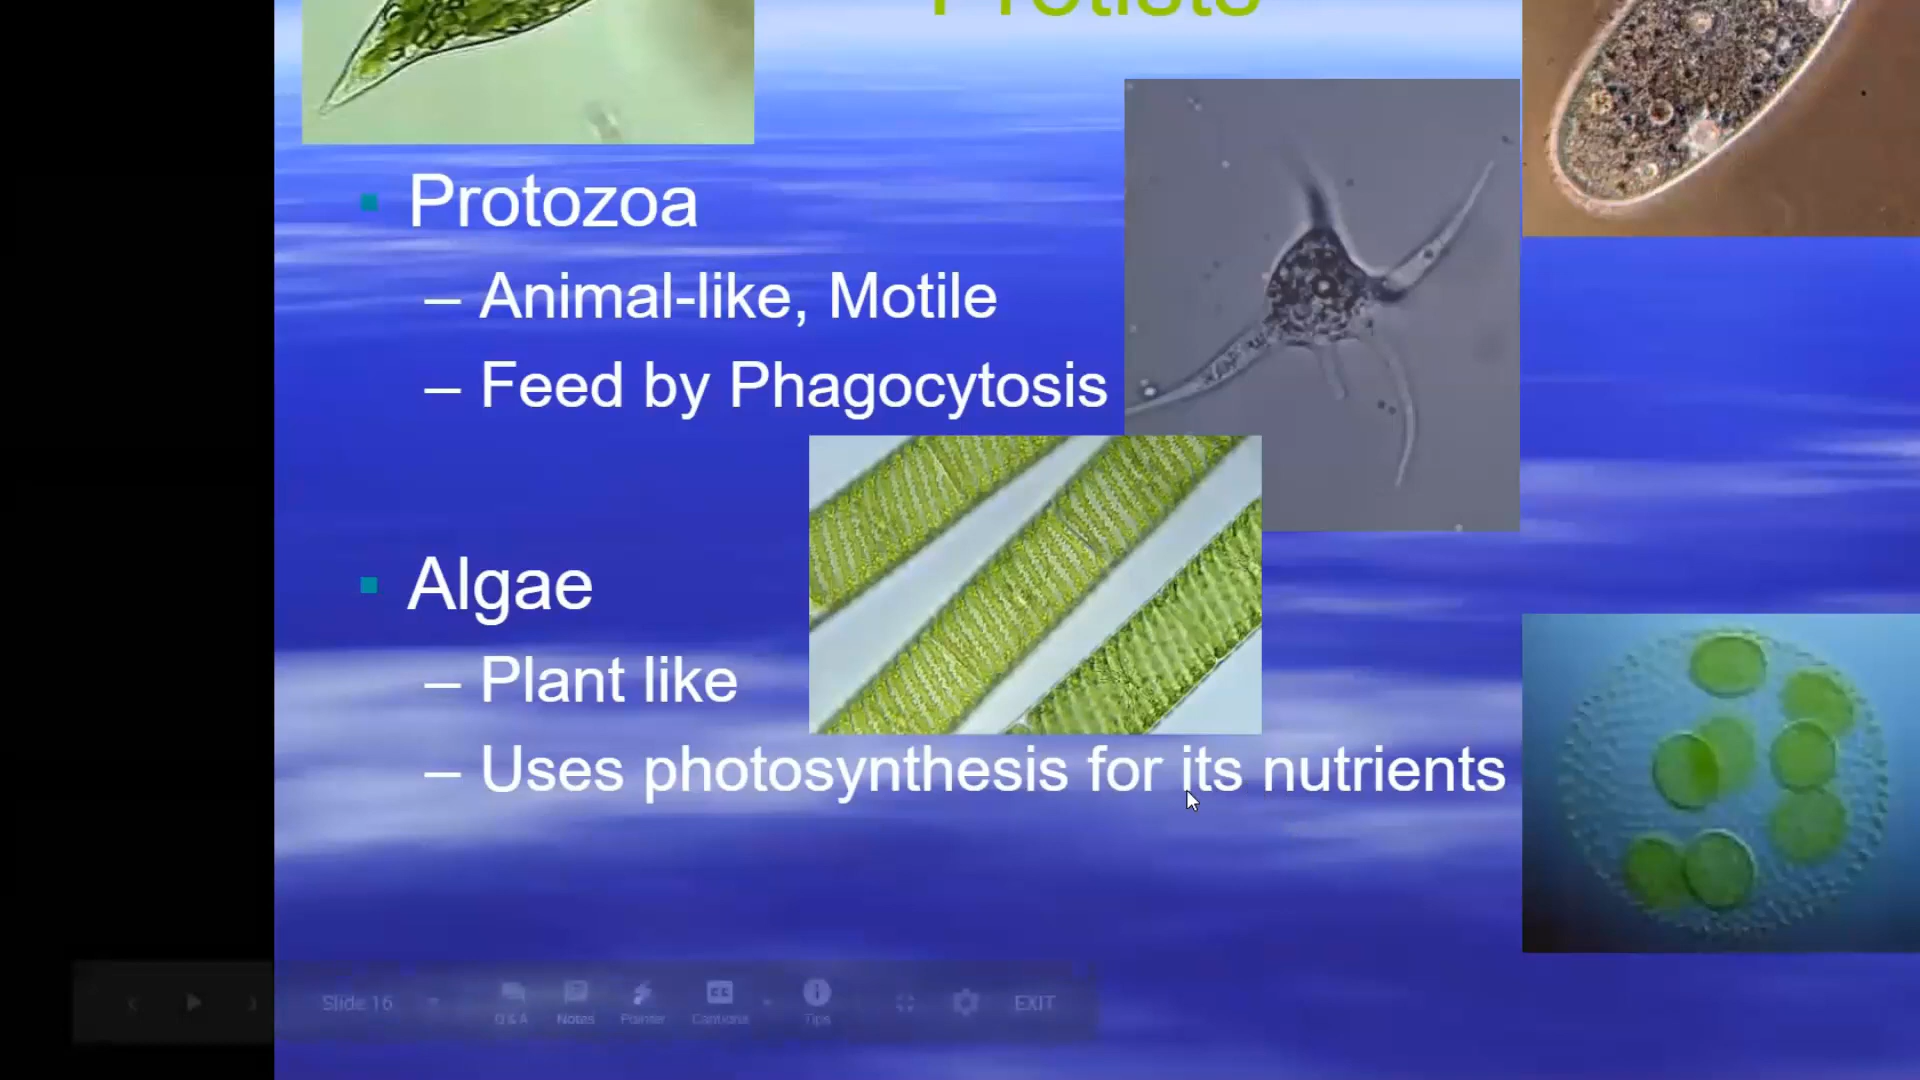 Protists
Protozoa
– Animal-like, Motile
– Feed by Phagocytosis
Algae
– Plant like
– Uses photosynthesis for its nutrients
Slide 16
Q & A
Notes
Pointer
Captions
Tips
EXIT